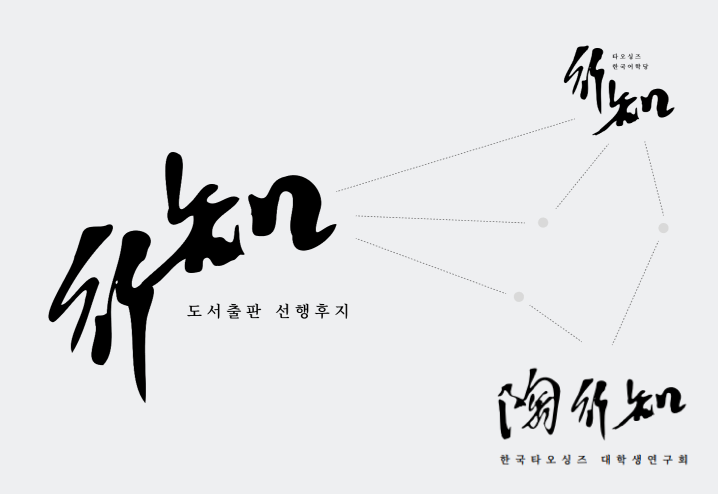 行知
타오싱즈
한국어학당
行知
도서출판 선행후지
陶行知
한국타오싱즈 대학생연구회